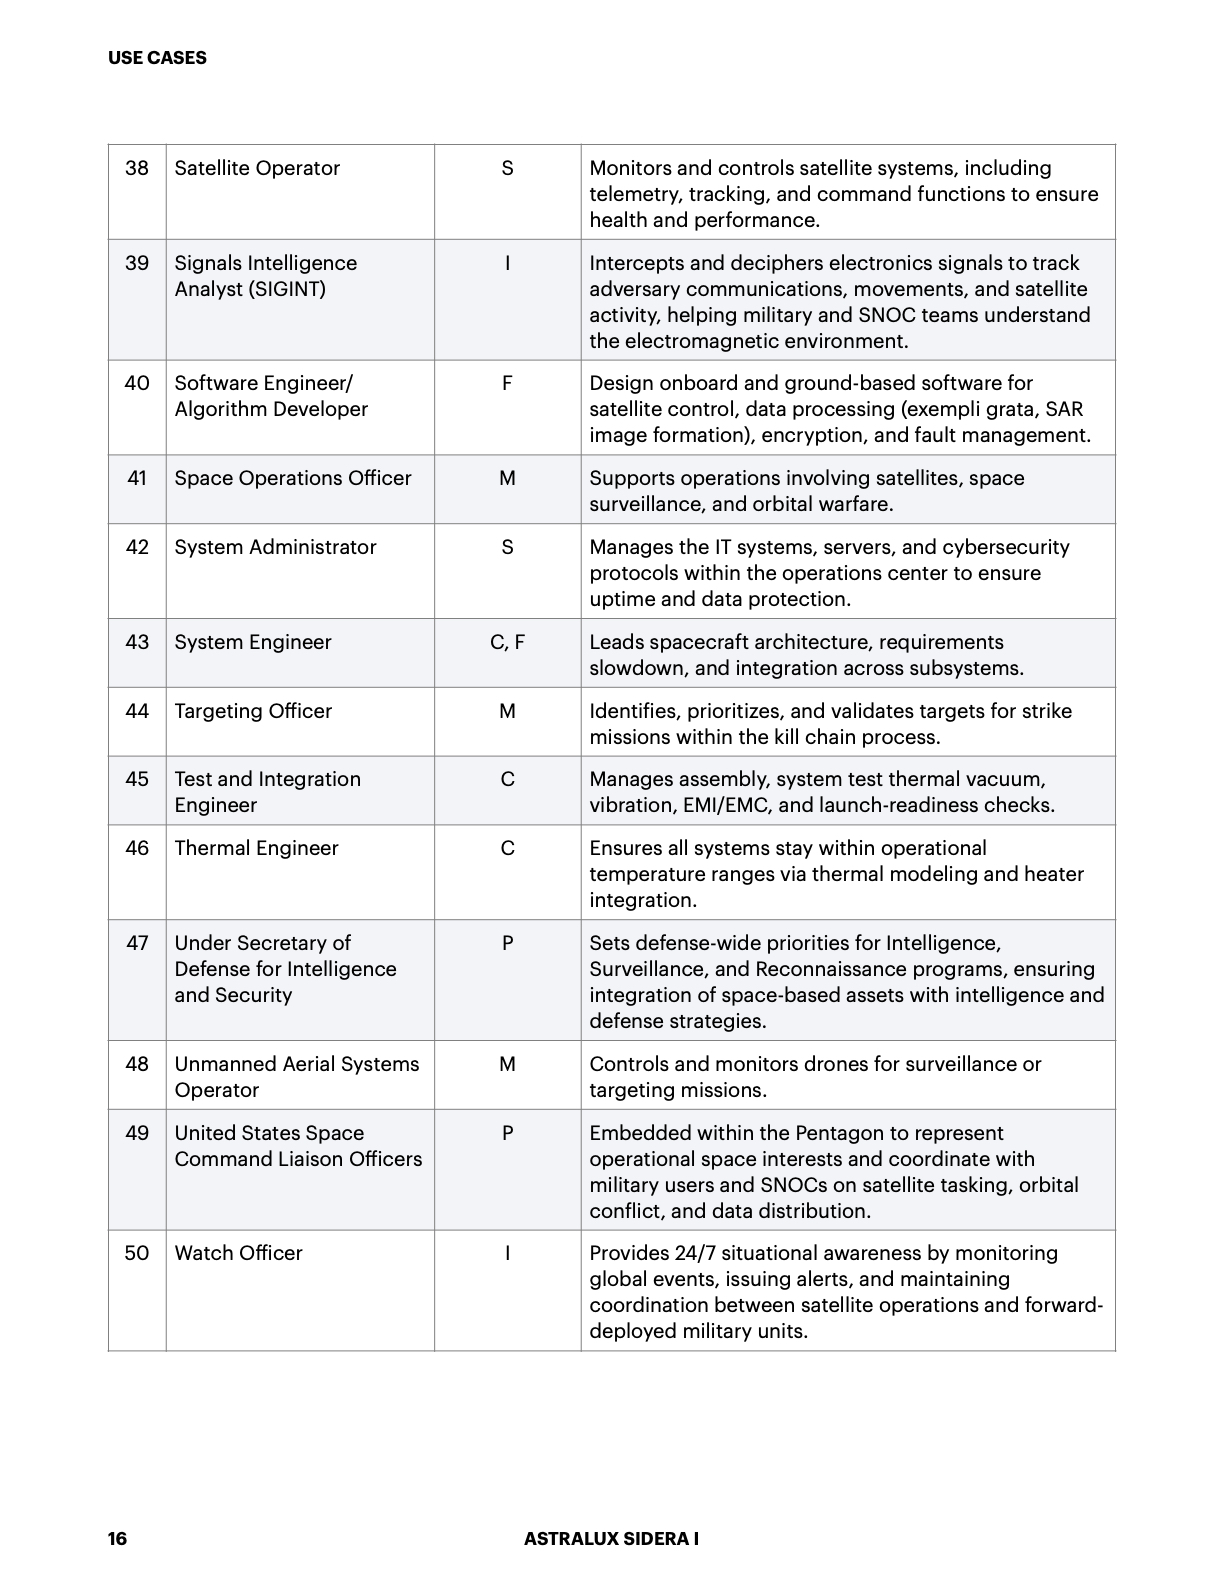 USE CASES
38 Satellite Operator S Monitors and controls satellite systems, including
telemetry, tracking, and command functions to ensure
health and performance.
39 Signals Intelligence I Intercepts and deciphers electronics signals to track
Analyst (SIGINT) adversary communications, movements, and satellite
activity, helping military and SNOC teams understand
the electromagnetic environment.
40 Software Engineer/ F Design onboard and ground-based software for
Algorithm Developer satellite control, data processing (exempli grata, SAR
image formation), encryption, and fault management.
41 Space Operations Officer M Supports operations involving satellites, space
surveillance, and orbital warfare.
42 System Administrator S Manages the IT systems, servers, and cybersecurity
protocols within the operations center to ensure
uptime and data protection.
43 System Engineer C, F Leads spacecraft architecture, requirements
slowdown, and integration across subsystems.
44 Targeting Officer M Identifies, prioritizes, and validates targets for strike
missions within the kill chain process.
45 Test and Integration C Manages assembly, system test thermal vacuum,
Engineer vibration, EMI/EMC, and launch-readiness checks.
46 Thermal Engineer C Ensures all systems stay within operational
temperature ranges via thermal modeling and heater
integration.
47 Under Secretary of P Sets defense-wide priorities for Intelligence,
Defense for Intelligence Surveillance, and Reconnaissance programs, ensuring
and Security integration of space-based assets with intelligence and
defense strategies.
48 Unmanned Aerial Systems M Controls and monitors drones for surveillance or
Operator targeting missions.
49 United States Space P Embedded within the Pentagon to represent
Command Liaison Officers operational space interests and coordinate with
military users and SNOCs on satellite tasking, orbital
conflict, and data distribution.
50 Watch Officer I Provides 24/7 situational awareness by monitoring
global events, issuing alerts, and maintaining
coordination between satellite operations and forward-
deployed military units.
16 ASTRALUX SIDERA I